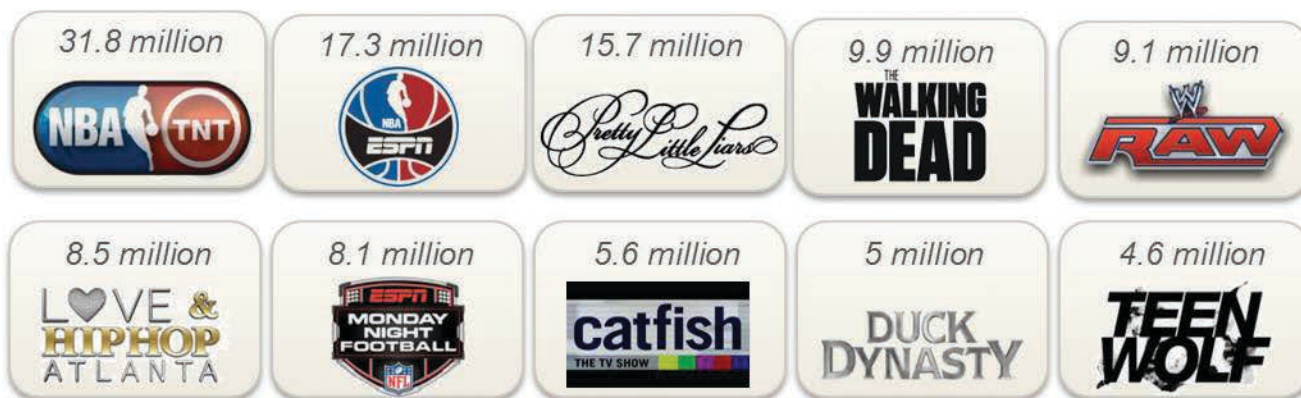 31.8 million
NBA TNT
17.3 million
NBA
ESPN
15.7 million
Pretty Little Liars
9.9 million
THE
WALKING
DEAD
9.1 million
W
RAW
8.5 million
LOVE &
HIPHOP
ATLANTA
8.1 million
ESPN
MONDAY
NIGHT
FOOTBALL
NFL
5.6 million
catfish
THE TV SHOW
5 million
DUCK
DYNASTY
4.6 million
TEEN
WOLF